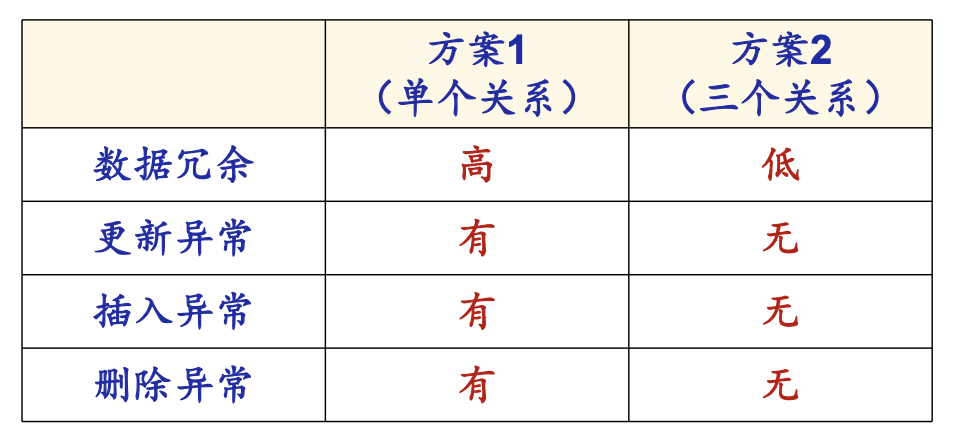 方案1 方案2
（单个关系） （三个关系）
数据冗余 高 低
更新异常 有 无
插入异常 有 无
删除异常 有 无